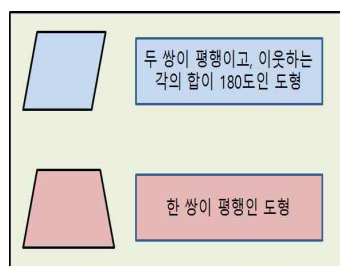 두 쌍이 평행이고, 이웃하는
각의 합이 180도인 도형
한 쌍이 평행인 도형